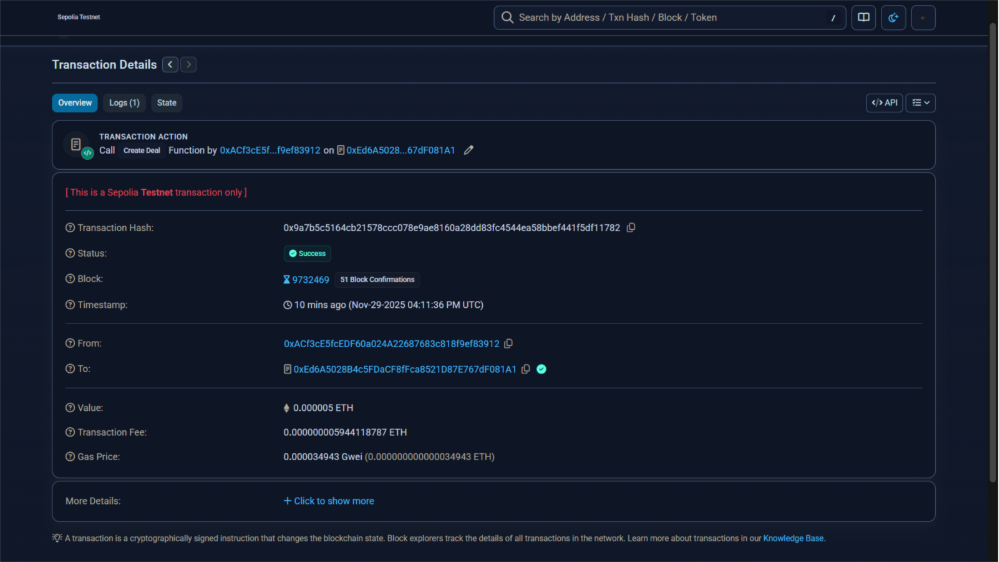 Sepolia Testnet
Search by Address / Txn Hash / Block / Token /
Transaction Details
Overview Logs (1) State API
TRANSACTION ACTION
Call Create Deal Function by 0xACf3cE5f...f9ef83912 on 0xEd6A5028...67dF081A1
[ This is a Sepolia Testnet transaction only ]
Transaction Hash: 0x9a7b5c5164cb21578ccc078e9ae8160a28dd83fc4544ea58bbef441f5df11782
Status: Success
Block: 9732469 51 Block Confirmations
Timestamp: 10 mins ago (Nov-29-2025 04:11:36 PM UTC)
From: 0xACf3cE5fcEDF60a024A22687683c818f9ef83912
To: 0xEd6A5028B4c5FDaCF8fFca8521D87E767dF081A1
Value: 0.000005 ETH
Transaction Fee: 0.000000005944118787 ETH
Gas Price: 0.000034943 Gwei (0.000000000000034943 ETH)
More Details: + Click to show more
A transaction is a cryptographically signed instruction that changes the blockchain state. Block explorers track the details of all transactions in the network. Learn more about transactions in our Knowledge Base.